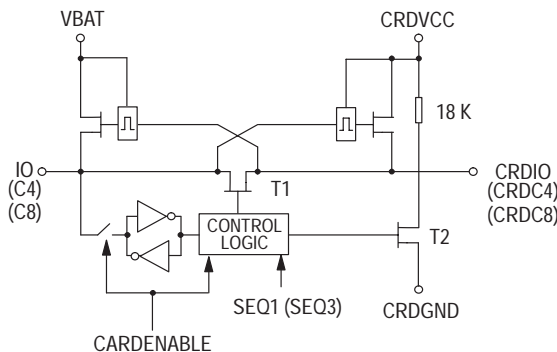 VBAT
CRDVCC
18 K
IO
(C4)
(C8)
T1
CRDIO
(CRDC4)
(CRDC8)
CONTROL
LOGIC
T2
SEQ1 (SEQ3)
CRDGND
CARDENABLE